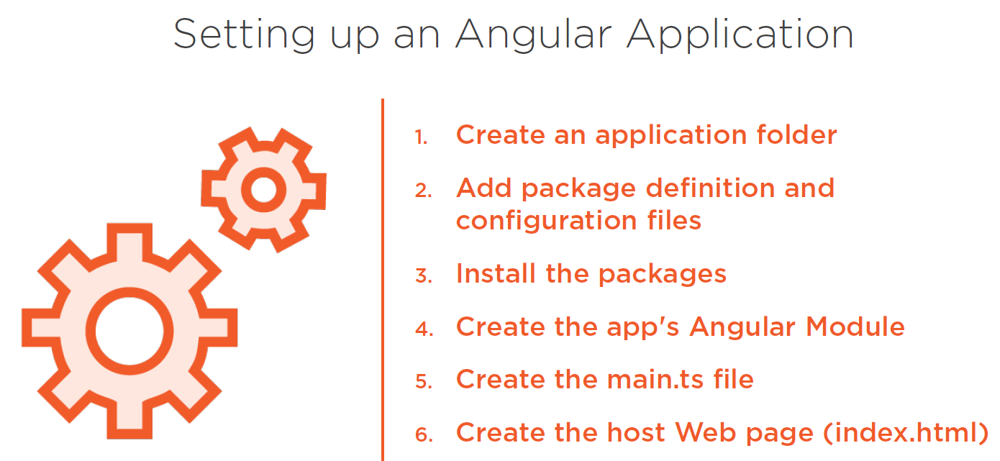 Setting up an Angular Application
1. Create an application folder
2. Add package definition and
configuration files
3. Install the packages
4. Create the app's Angular Module
5. Create the main.ts file
6. Create the host Web page (index.html)